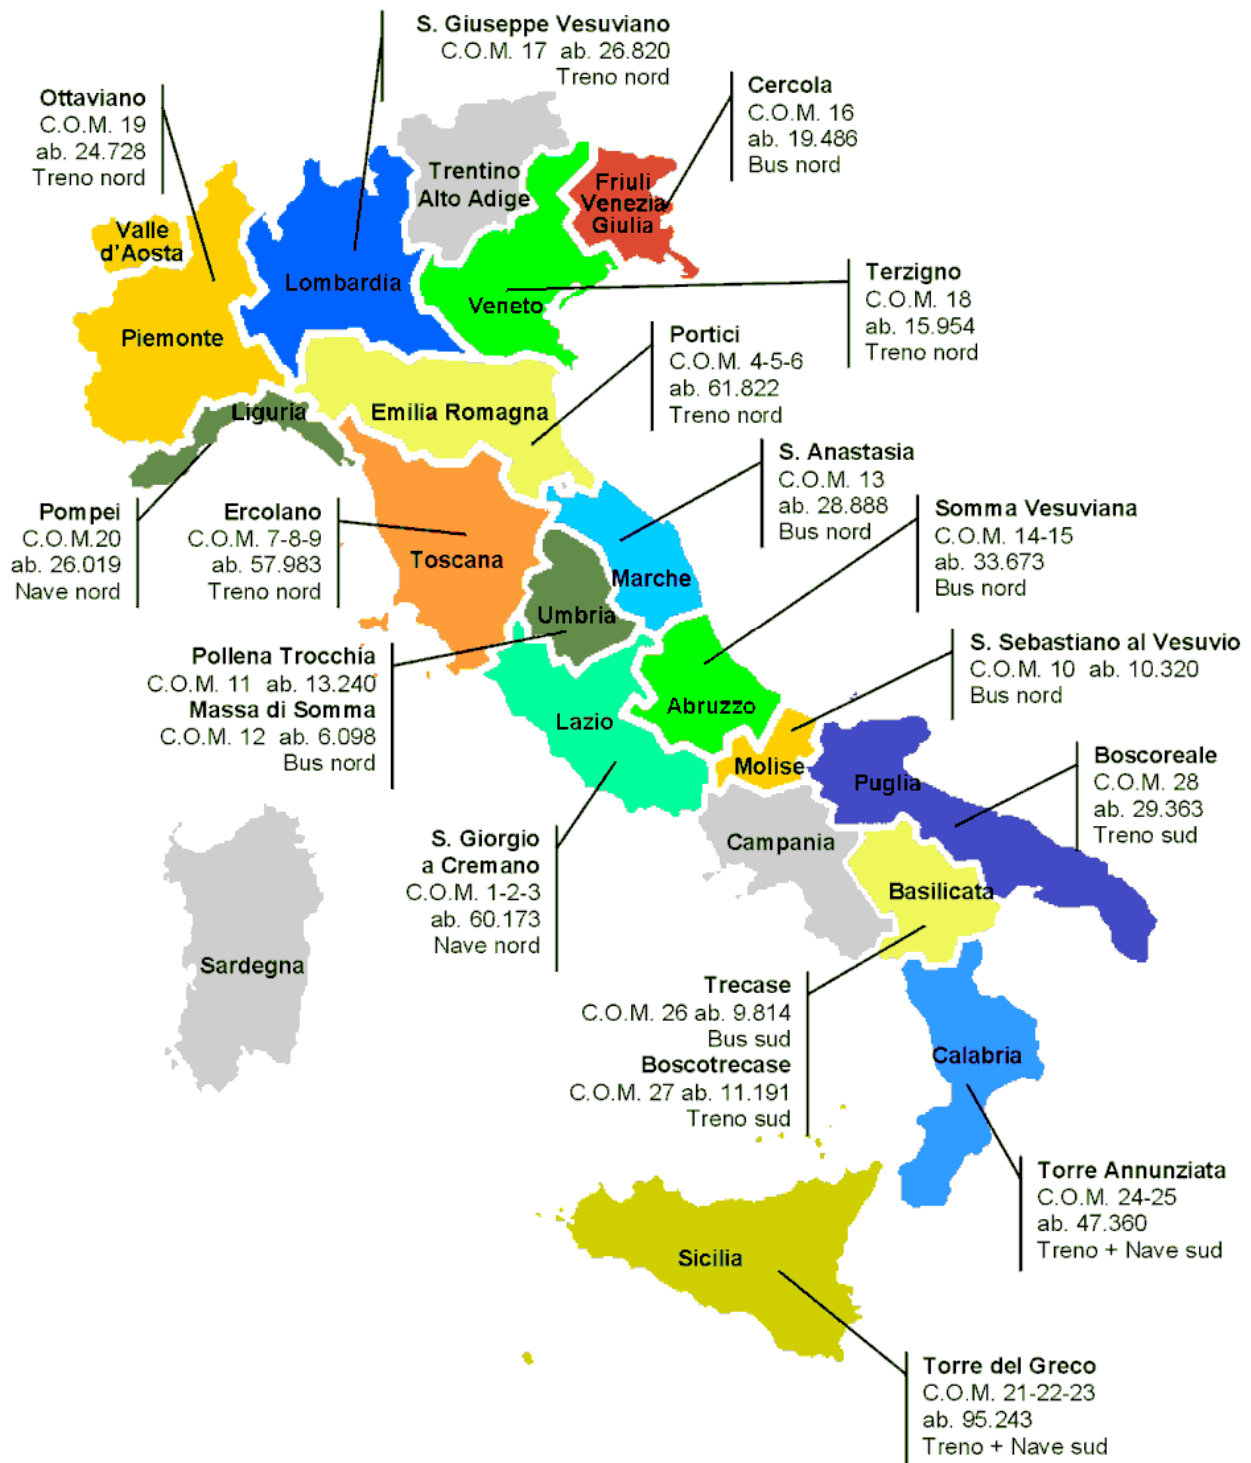 S. Giuseppe Vesuviano
C.O.M. 17 ab. 26.820
Treno nord
Ottaviano
C.O.M. 19
ab. 24.728
Treno nord
Cercola
C.O.M. 16
ab. 19.486
Bus nord
Trentino
Alto Adige
Friuli
Venezia
Giulia
Valle
d'Aosta
Lombardia
Veneto
Piemonte
Terzigno
C.O.M. 18
ab. 15.954
Treno nord
Portici
C.O.M. 4-5-6
ab. 61.822
Treno nord
Liguria
Emilia Romagna
S. Anastasia
C.O.M. 13
ab. 28.888
Bus nord
Pompei
C.O.M.20
ab. 26.019
Nave nord
Ercolano
C.O.M. 7-8-9
ab. 57.983
Treno nord
Toscana
Marche
Umbria
Somma Vesuviana
C.O.M. 14-15
ab. 33.673
Bus nord
Pollena Trocchia
C.O.M. 11 ab. 13.240
Massa di Somma
C.O.M. 12 ab. 6.098
Bus nord
S. Sebastiano al Vesuvio
C.O.M. 10 ab. 10.320
Bus nord
Lazio
Abruzzo
Molise
Puglia
Boscoreale
C.O.M. 28
ab. 29.363
Treno sud
S. Giorgio
a Cremano
C.O.M. 1-2-3
ab. 60.173
Nave nord
Campania
Basilicata
Sardegna
Trecase
C.O.M. 26 ab. 9.814
Bus sud
Boscotrecase
C.O.M. 27 ab. 11.191
Treno sud
Calabria
Torre Annunziata
C.O.M. 24-25
ab. 47.360
Treno + Nave sud
Sicilia
Torre del Greco
C.O.M. 21-22-23
ab. 95.243
Treno + Nave sud